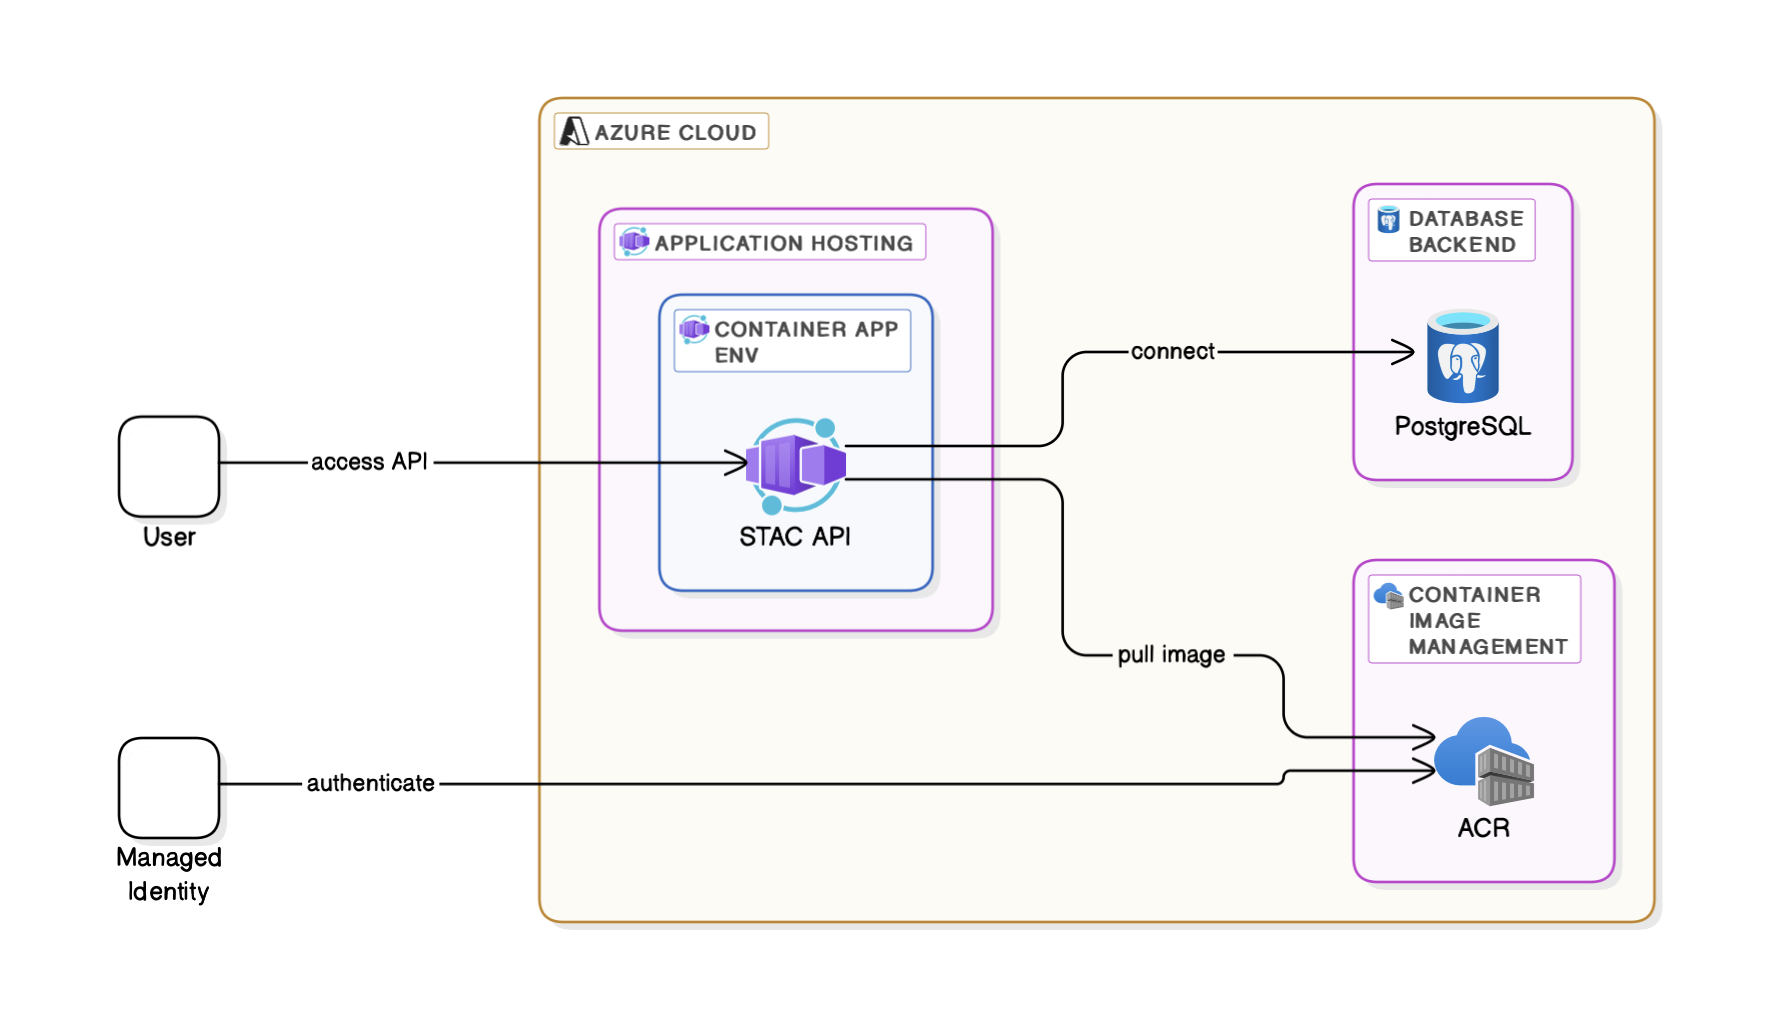 AZURE CLOUD
APPLICATION HOSTING
CONTAINER APP
ENV
STAC API
DATABASE
BACKEND
PostgreSQL
connect
access API
User
CONTAINER
IMAGE
MANAGEMENT
pull image
ACR
authenticate
Managed
Identity